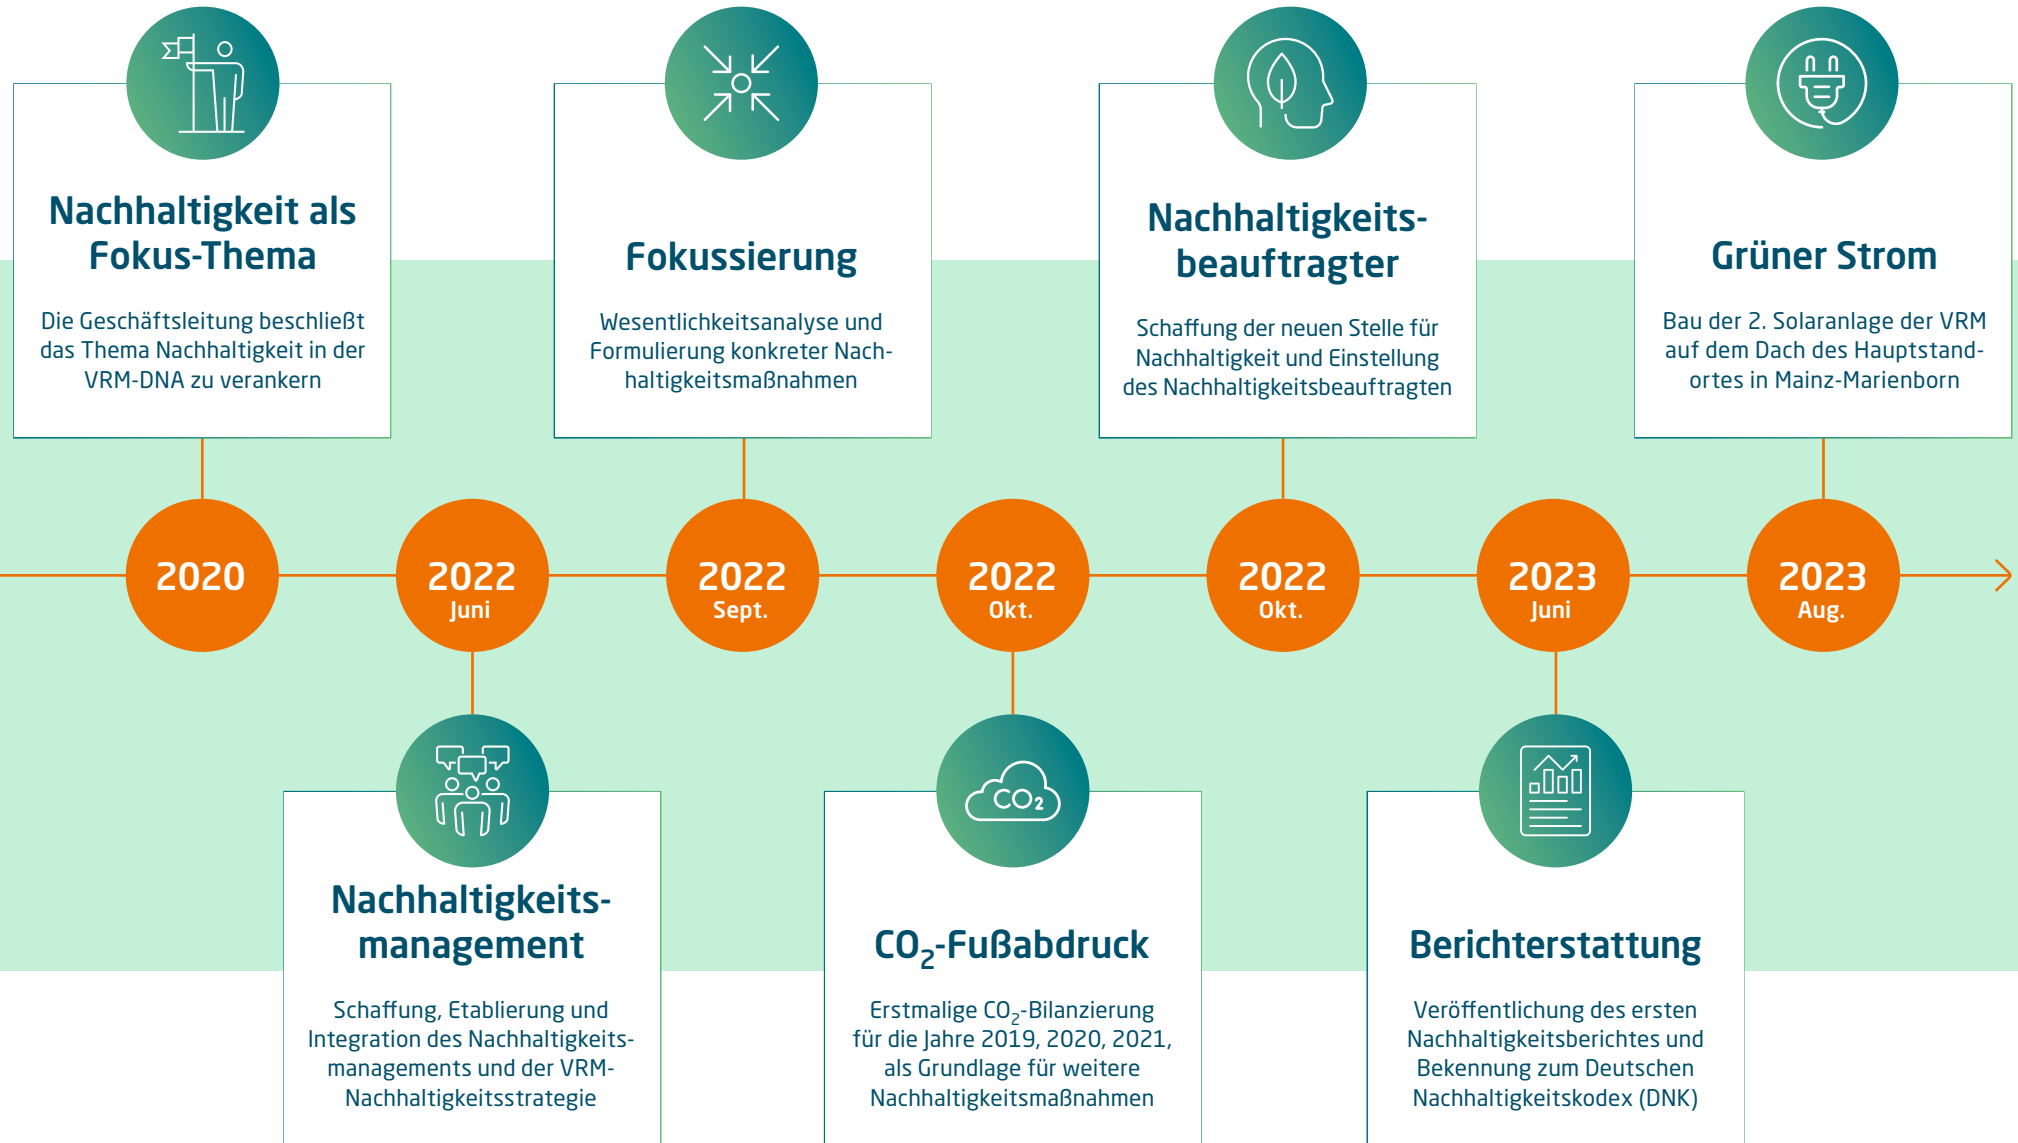 Nachhaltigkeit als
Fokus-Thema
Die Geschäftsleitung beschließt
das Thema Nachhaltigkeit in der
VRM-DNA zu verankern
Fokussierung
Wesentlichkeitsanalyse und
Formulierung konkreter Nach-
haltigkeitsmaßnahmen
Nachhaltigkeits-
beauftragter
Schaffung der neuen Stelle für
Nachhaltigkeit und Einstellung
des Nachhaltigkeitsbeauftragten
Grüner Strom
Bau der 2. Solaranlage der VRM
auf dem Dach des Hauptstand-
ortes in Mainz-Marienborn
2020
2022
Juni
2022
Sept.
2022
Okt.
2022
Okt.
2023
Juni
2023
Aug.
Nachhaltigkeits-
management
Schaffung, Etablierung und
Integration des Nachhaltigkeits-
managements und der VRM-
Nachhaltigkeitsstrategie
CO₂
CO₂-Fußabdruck
Erstmalige CO₂-Bilanzierung
für die Jahre 2019, 2020, 2021,
als Grundlage für weitere
Nachhaltigkeitsmaßnahmen
Berichterstattung
Veröffentlichung des ersten
Nachhaltigkeitsberichtes und
Bekennung zum Deutschen
Nachhaltigkeitskodex (DNK)